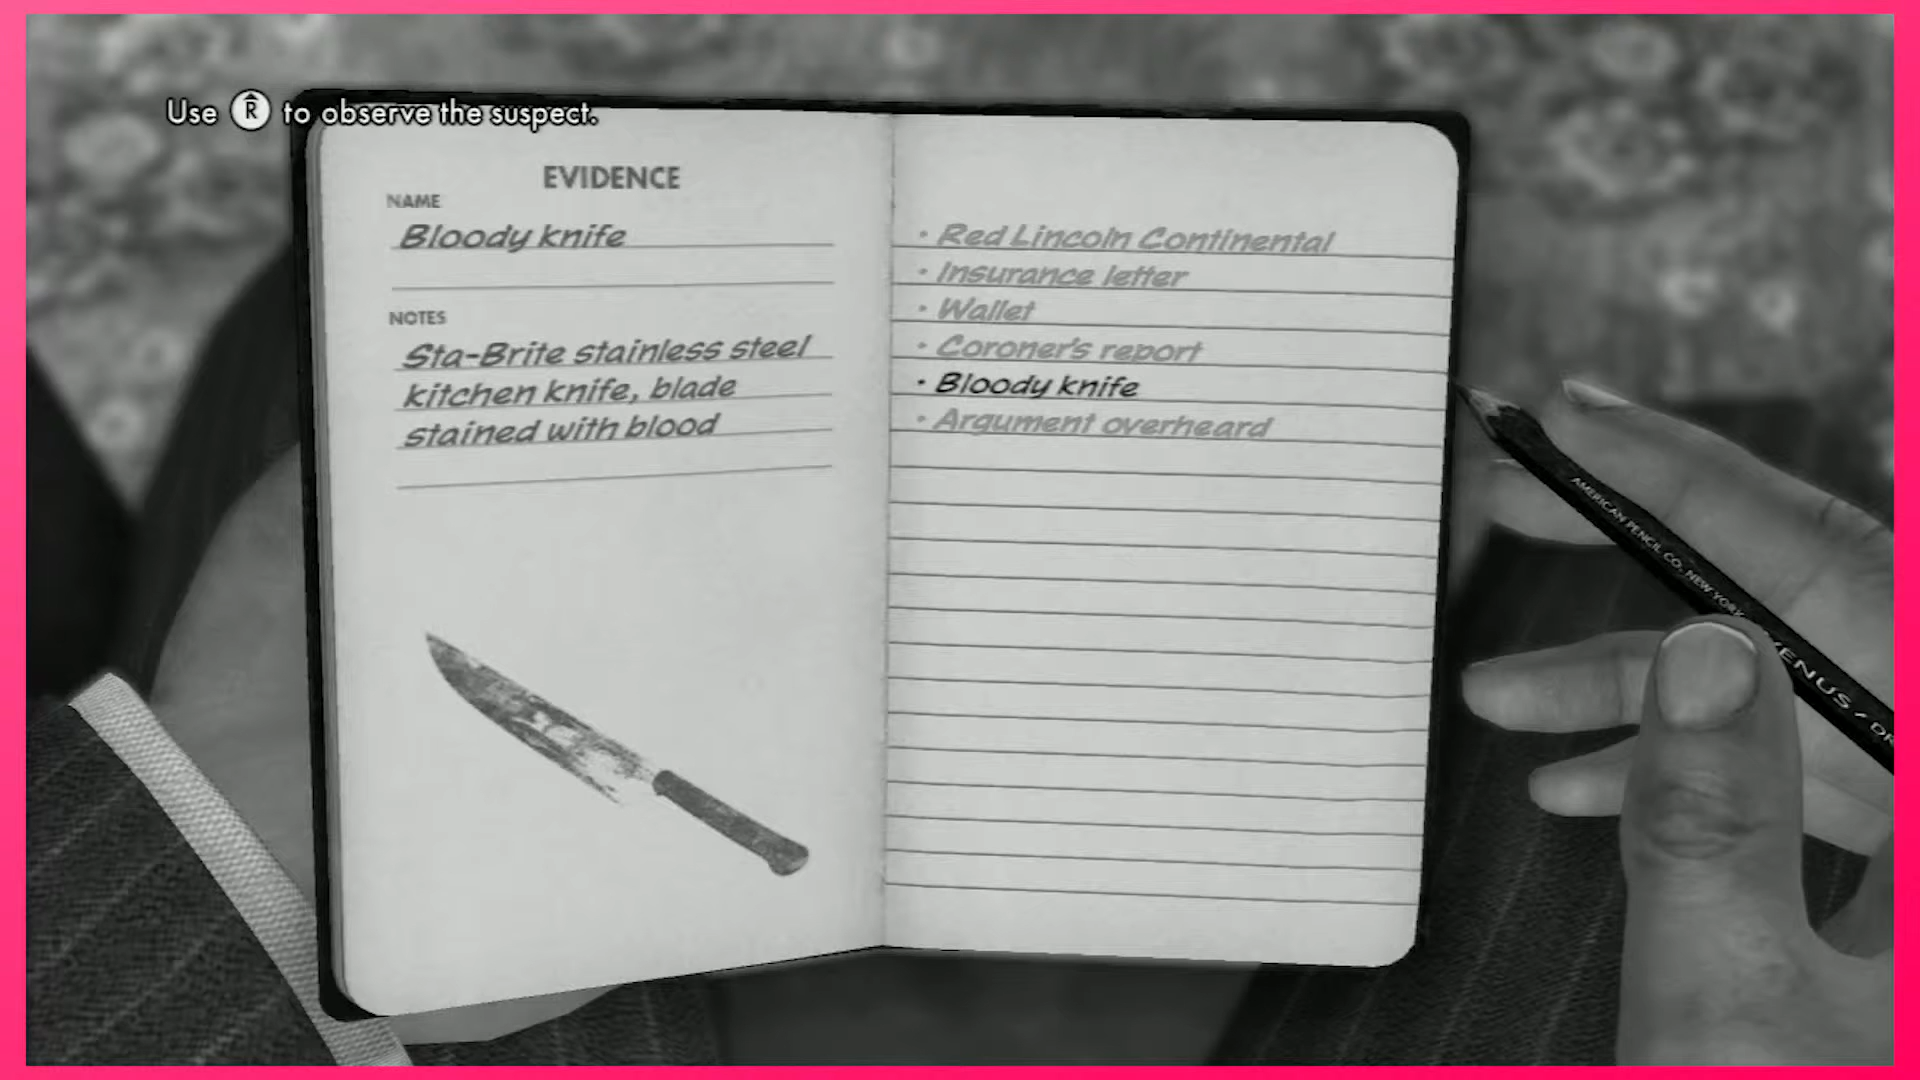 Use R to observe the suspect.
EVIDENCE
NAME
Bloody knife
NOTES
Sta-Brite stainless steel
kitchen knife, blade
stained with blood
• Red Lincoln Continental
• Insurance letter
• Wallet
• Coroner's report
• Bloody knife
• Argument overheard
AMERICAN PENCIL CO. NEW YORK
VENUS